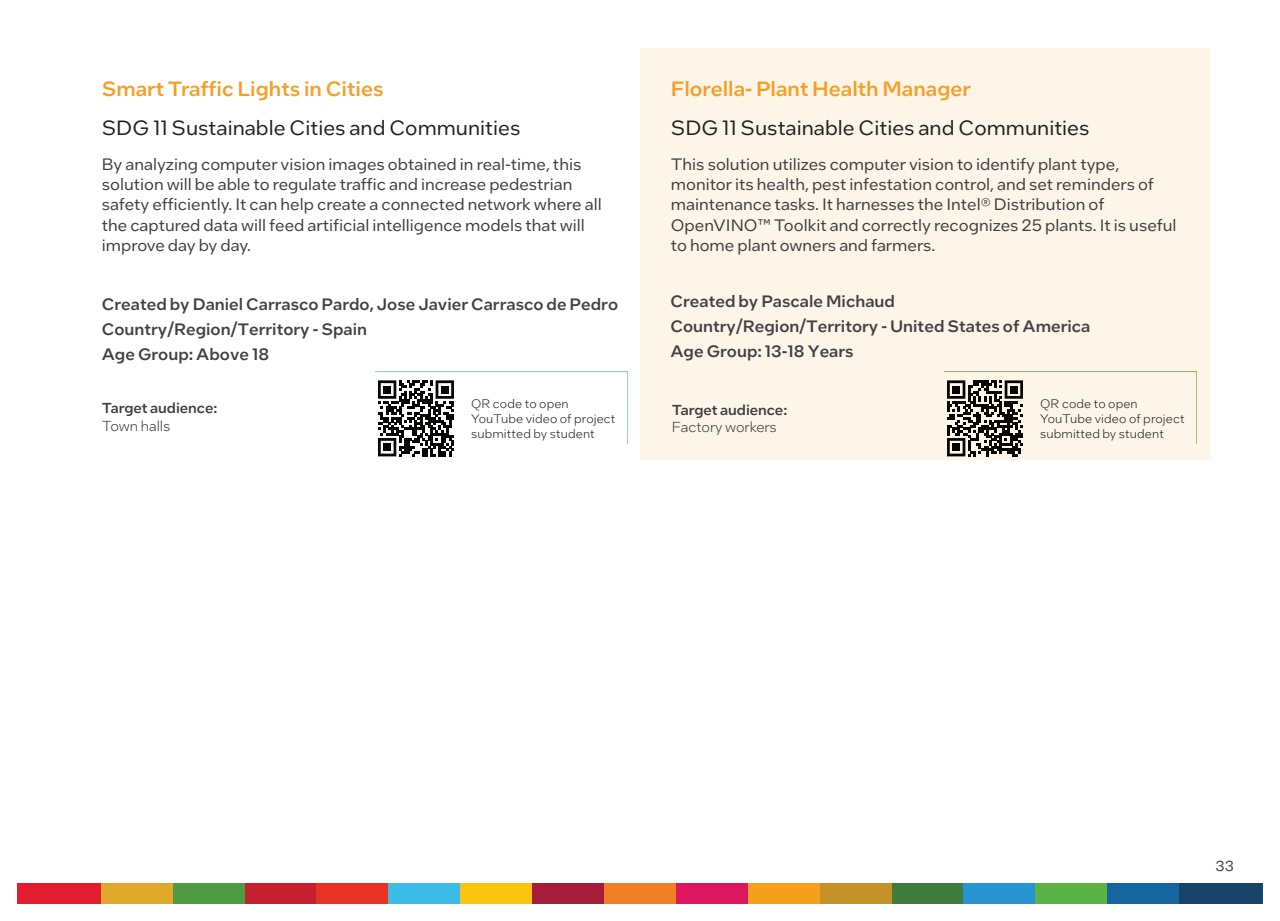 Smart Traffic Lights in Cities
SDG 11 Sustainable Cities and Communities
By analyzing computer vision images obtained in real-time, this
solution will be able to regulate traffic and increase pedestrian
safety efficiently. It can help create a connected network where all
the captured data will feed artificial intelligence models that will
improve day by day.
Created by Daniel Carrasco Pardo, Jose Javier Carrasco de Pedro
Country/Region/Territory - Spain
Age Group: Above 18
Target audience:
Town halls
QR code to open
YouTube video of project
submitted by student
Florella- Plant Health Manager
SDG 11 Sustainable Cities and Communities
This solution utilizes computer vision to identify plant type,
monitor its health, pest infestation control, and set reminders of
maintenance tasks. It harnesses the Intel® Distribution of
OpenVINO™ Toolkit and correctly recognizes 25 plants. It is useful
to home plant owners and farmers.
Created by Pascale Michaud
Country/Region/Territory - United States of America
Age Group: 13-18 Years
Target audience:
Factory workers
QR code to open
YouTube video of project
submitted by student
33